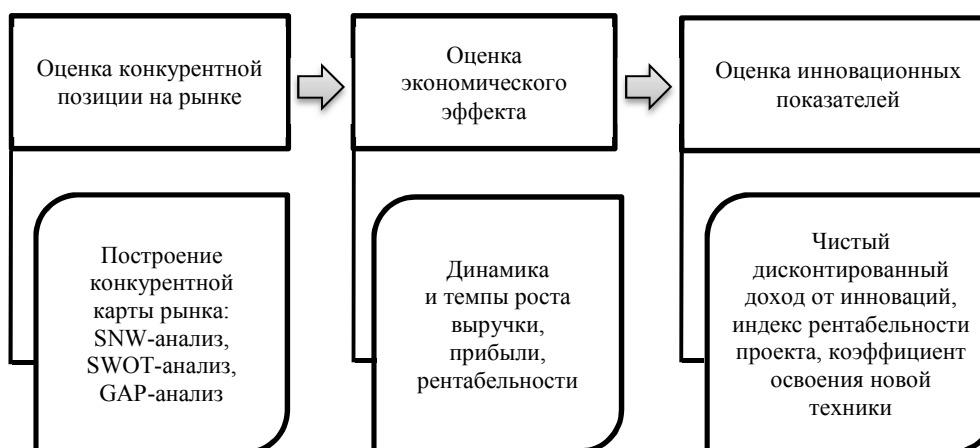 Оценка конкурентной
позиции на рынке
Оценка
экономического
эффекта
Оценка инновационных
показателей
Построение
конкурентной
карты рынка:
SNW-анализ,
SWOT-анализ,
GAP-анализ
Динамика
и темпы роста
выручки,
прибыли,
рентабельности
Чистый
дисконтированный
доход от инноваций,
индекс рентабельности
проекта, коэффициент
освоения новой
техники